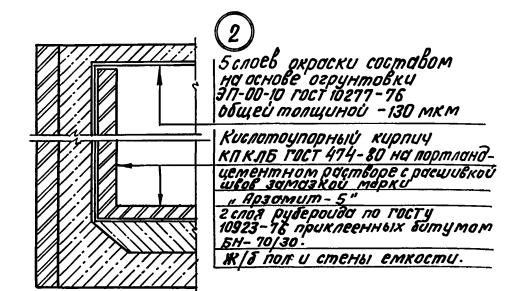 2
5 слоев окраски составом
на основе огрунтовки
ЭП-00-10 ГОСТ 10277-76
общей толщиной -130 мкм
Кислотоупорный кирпич
КП КЛБ ГОСТ 474-80 на портланд-
цементном растворе с расшивкой
швов замазкой марки
„Арзамит-5"
2 слоя рубероида по ГОСТу
10923-76 приклеенных битумом
БН-70/30.
Ж/б пол и стены емкости.